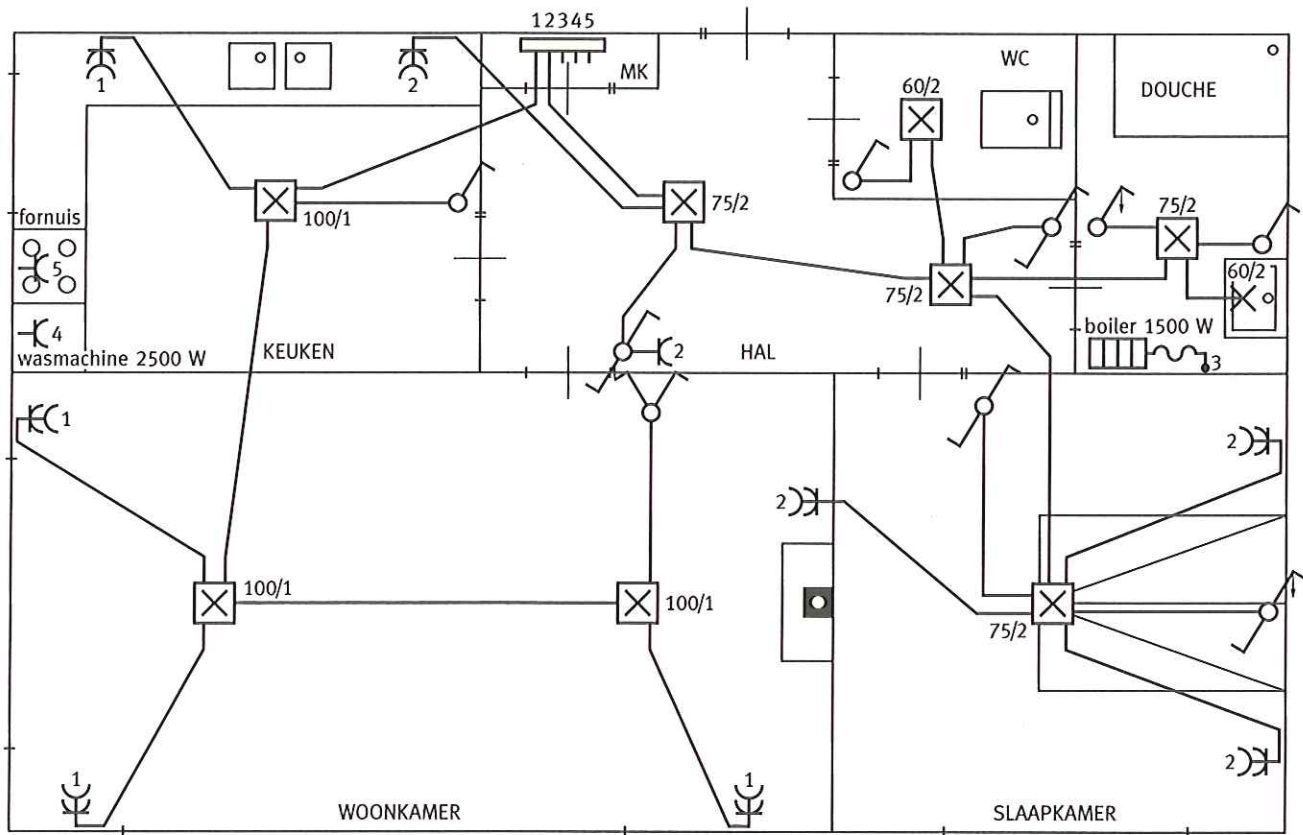 12345
MK
WC
DOUCHE
1
2
60/2
100/1
75/2
75/2
fornuis
5
4
wasmachine 2500 W
KEUKEN
2
HAL
75/2
60/2
boiler 1500 W
3
1
2
2
100/1
100/1
75/2
1
1
2
WOONKAMER
SLAAPKAMER